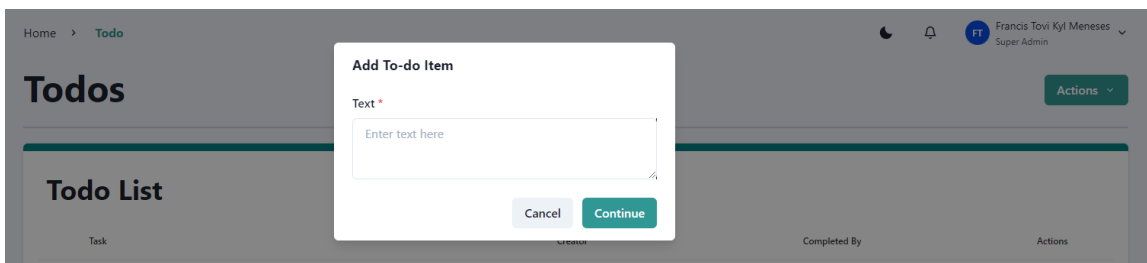 Home > Todo
FT
Francis Tovi Kyl Meneses
Super Admin
Todos
Actions
Add To-do Item
Text *
Enter text here
Cancel
Continue
Todo List
Task
Creator
Completed By
Actions